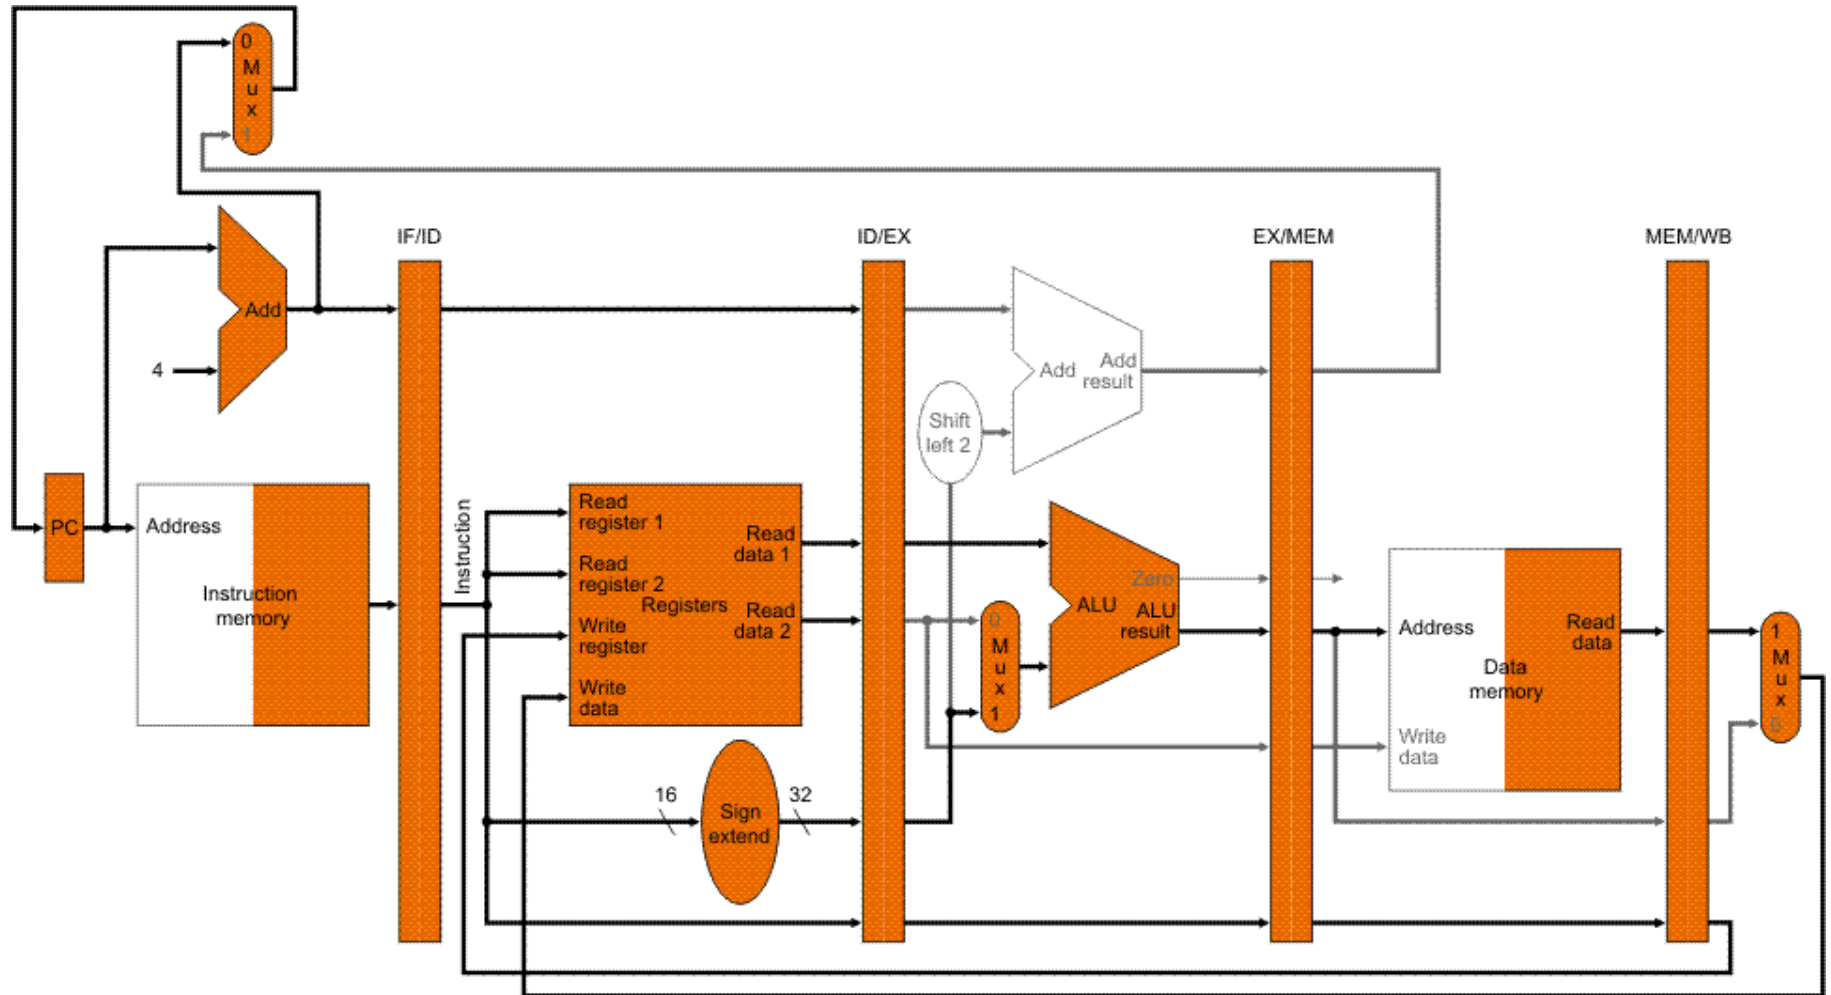 0
M
u
x
1
IF/ID
ID/EX
EX/MEM
MEM/WB
Add
4
Add
Add
result
Shift
left 2
PC
Address
Instruction
memory
Instruction
Read
register 1
Read
register 2
Write
register
Write
data
Registers
Read
data 1
Read
data 2
16
Sign
extend
32
0
M
u
x
1
Zero
ALU
ALU
result
Address
Read
data
Data
memory
Write
data
1
M
u
x
0